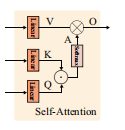 Linear
V
O
A
Softmax
Linear
K
Linear
Q
Self-Attention